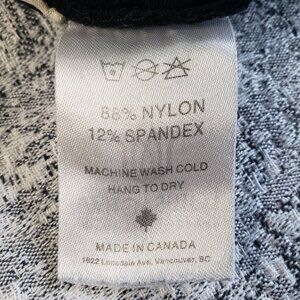 88% NYLON
12% SPANDEX
MACHINE WASH COLD
HANG TO DRY
MADE IN CANADA
1822 Lonsdale Ave. Vancouver, BC